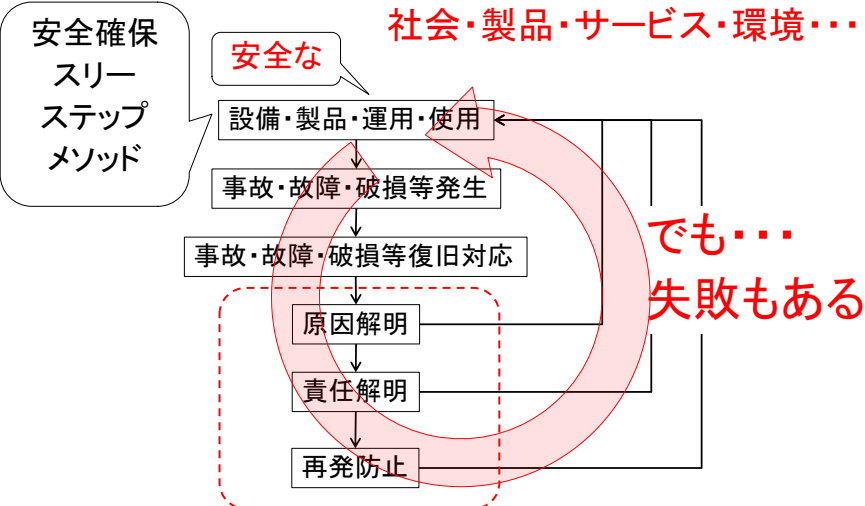 社会・製品・サービス・環境・・・
安全確保
スリー
ステップ
メソッド
安全な
設備・製品・運用・使用
事故・故障・破損等発生
事故・故障・破損等復旧対応
でも・・・
失敗もある
原因解明
責任解明
再発防止